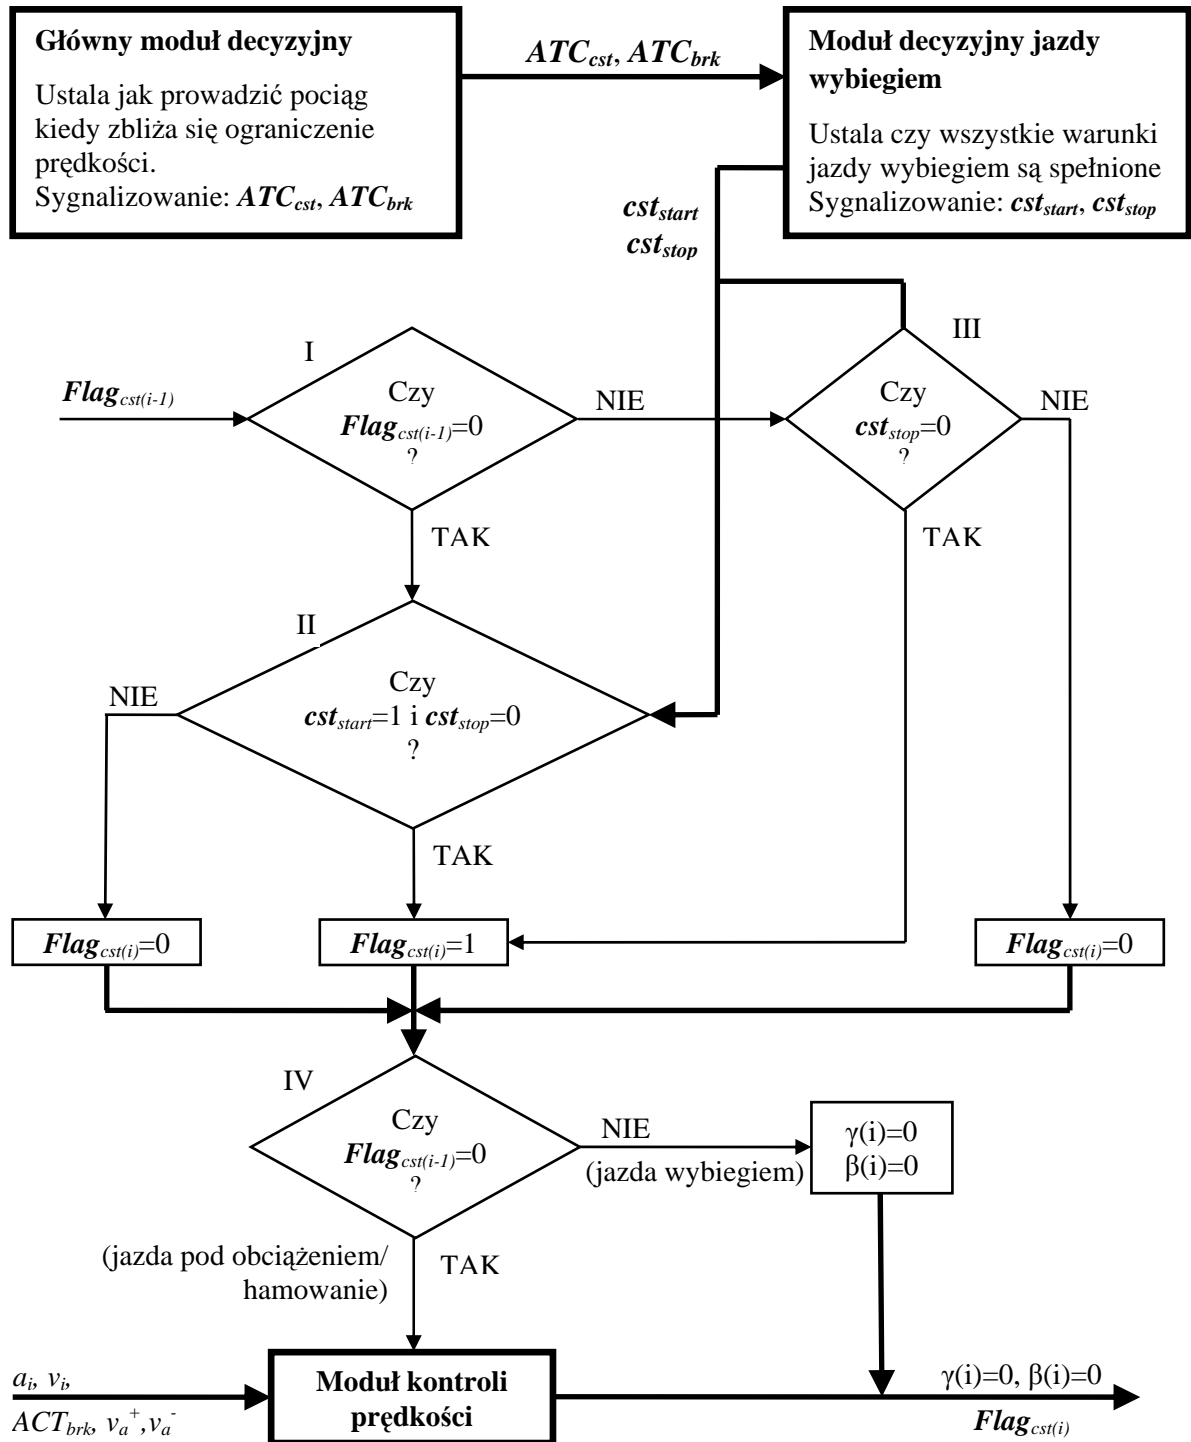 Główny moduł decyzyjny
Ustala jak prowadzić pociąg
kiedy zbliża się ograniczenie
prędkości.
Sygnalizowanie: ATCcst, ATCbrk
ATCcst, ATCbrk
Moduł decyzyjny jazdy
wybiegiem
Ustala czy wszystkie warunki
jazdy wybiegiem są spełnione
Sygnalizowanie: cststart, cststop
cststart
cststop
I
Flagcst(i-1)
Czy
Flagcst(i-1)=0
?
NIE
TAK
III
Czy
cststop=0
?
NIE
TAK
II
NIE
Czy
cststart=1 i cststop=0
?
TAK
Flagcst(i)=0
Flagcst(i)=1
Flagcst(i)=0
IV
Czy
Flagcst(i-1)=0
?
NIE
(jazda wybiegiem)
γ(i)=0
β(i)=0
(jazda pod obciążeniem/
hamowanie)
TAK
ai, vi,
ACTbrk, va+,va-
Moduł kontroli
prędkości
γ(i)=0, β(i)=0
Flagcst(i)